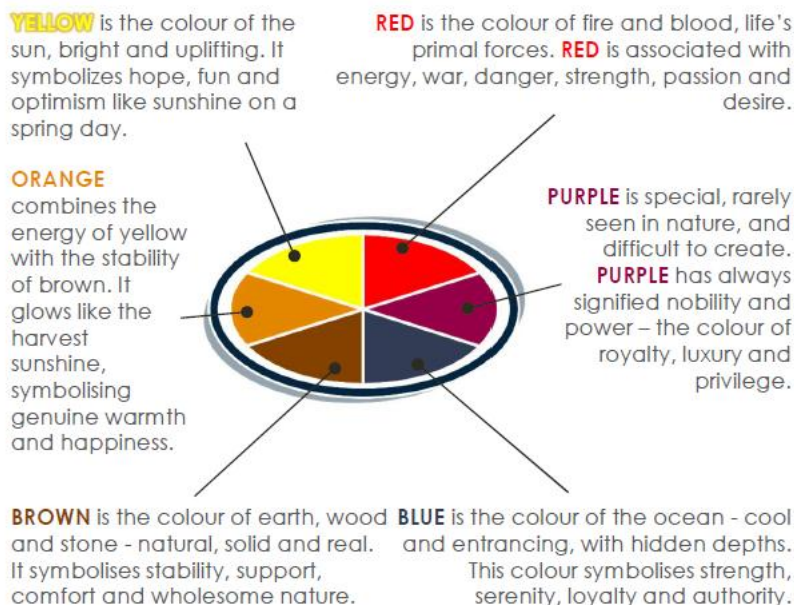 YELLOW is the colour of the
sun, bright and uplifting. It
symbolizes hope, fun and
optimism like sunshine on a
spring day.
RED is the colour of fire and blood, life's
primal forces. RED is associated with
energy, war, danger, strength, passion and
desire.
ORANGE
combines the
energy of yellow
with the stability
of brown. It
glows like the
harvest
sunshine,
symbolising
genuine warmth
and happiness.
PURPLE is special, rarely
seen in nature, and
difficult to create.
PURPLE has always
signified nobility and
power – the colour of
royalty, luxury and
privilege.
BROWN is the colour of earth, wood
and stone - natural, solid and real.
It symbolises stability, support,
comfort and wholesome nature.
BLUE is the colour of the ocean - cool
and entrancing, with hidden depths.
This colour symbolises strength,
serenity, loyalty and authority.